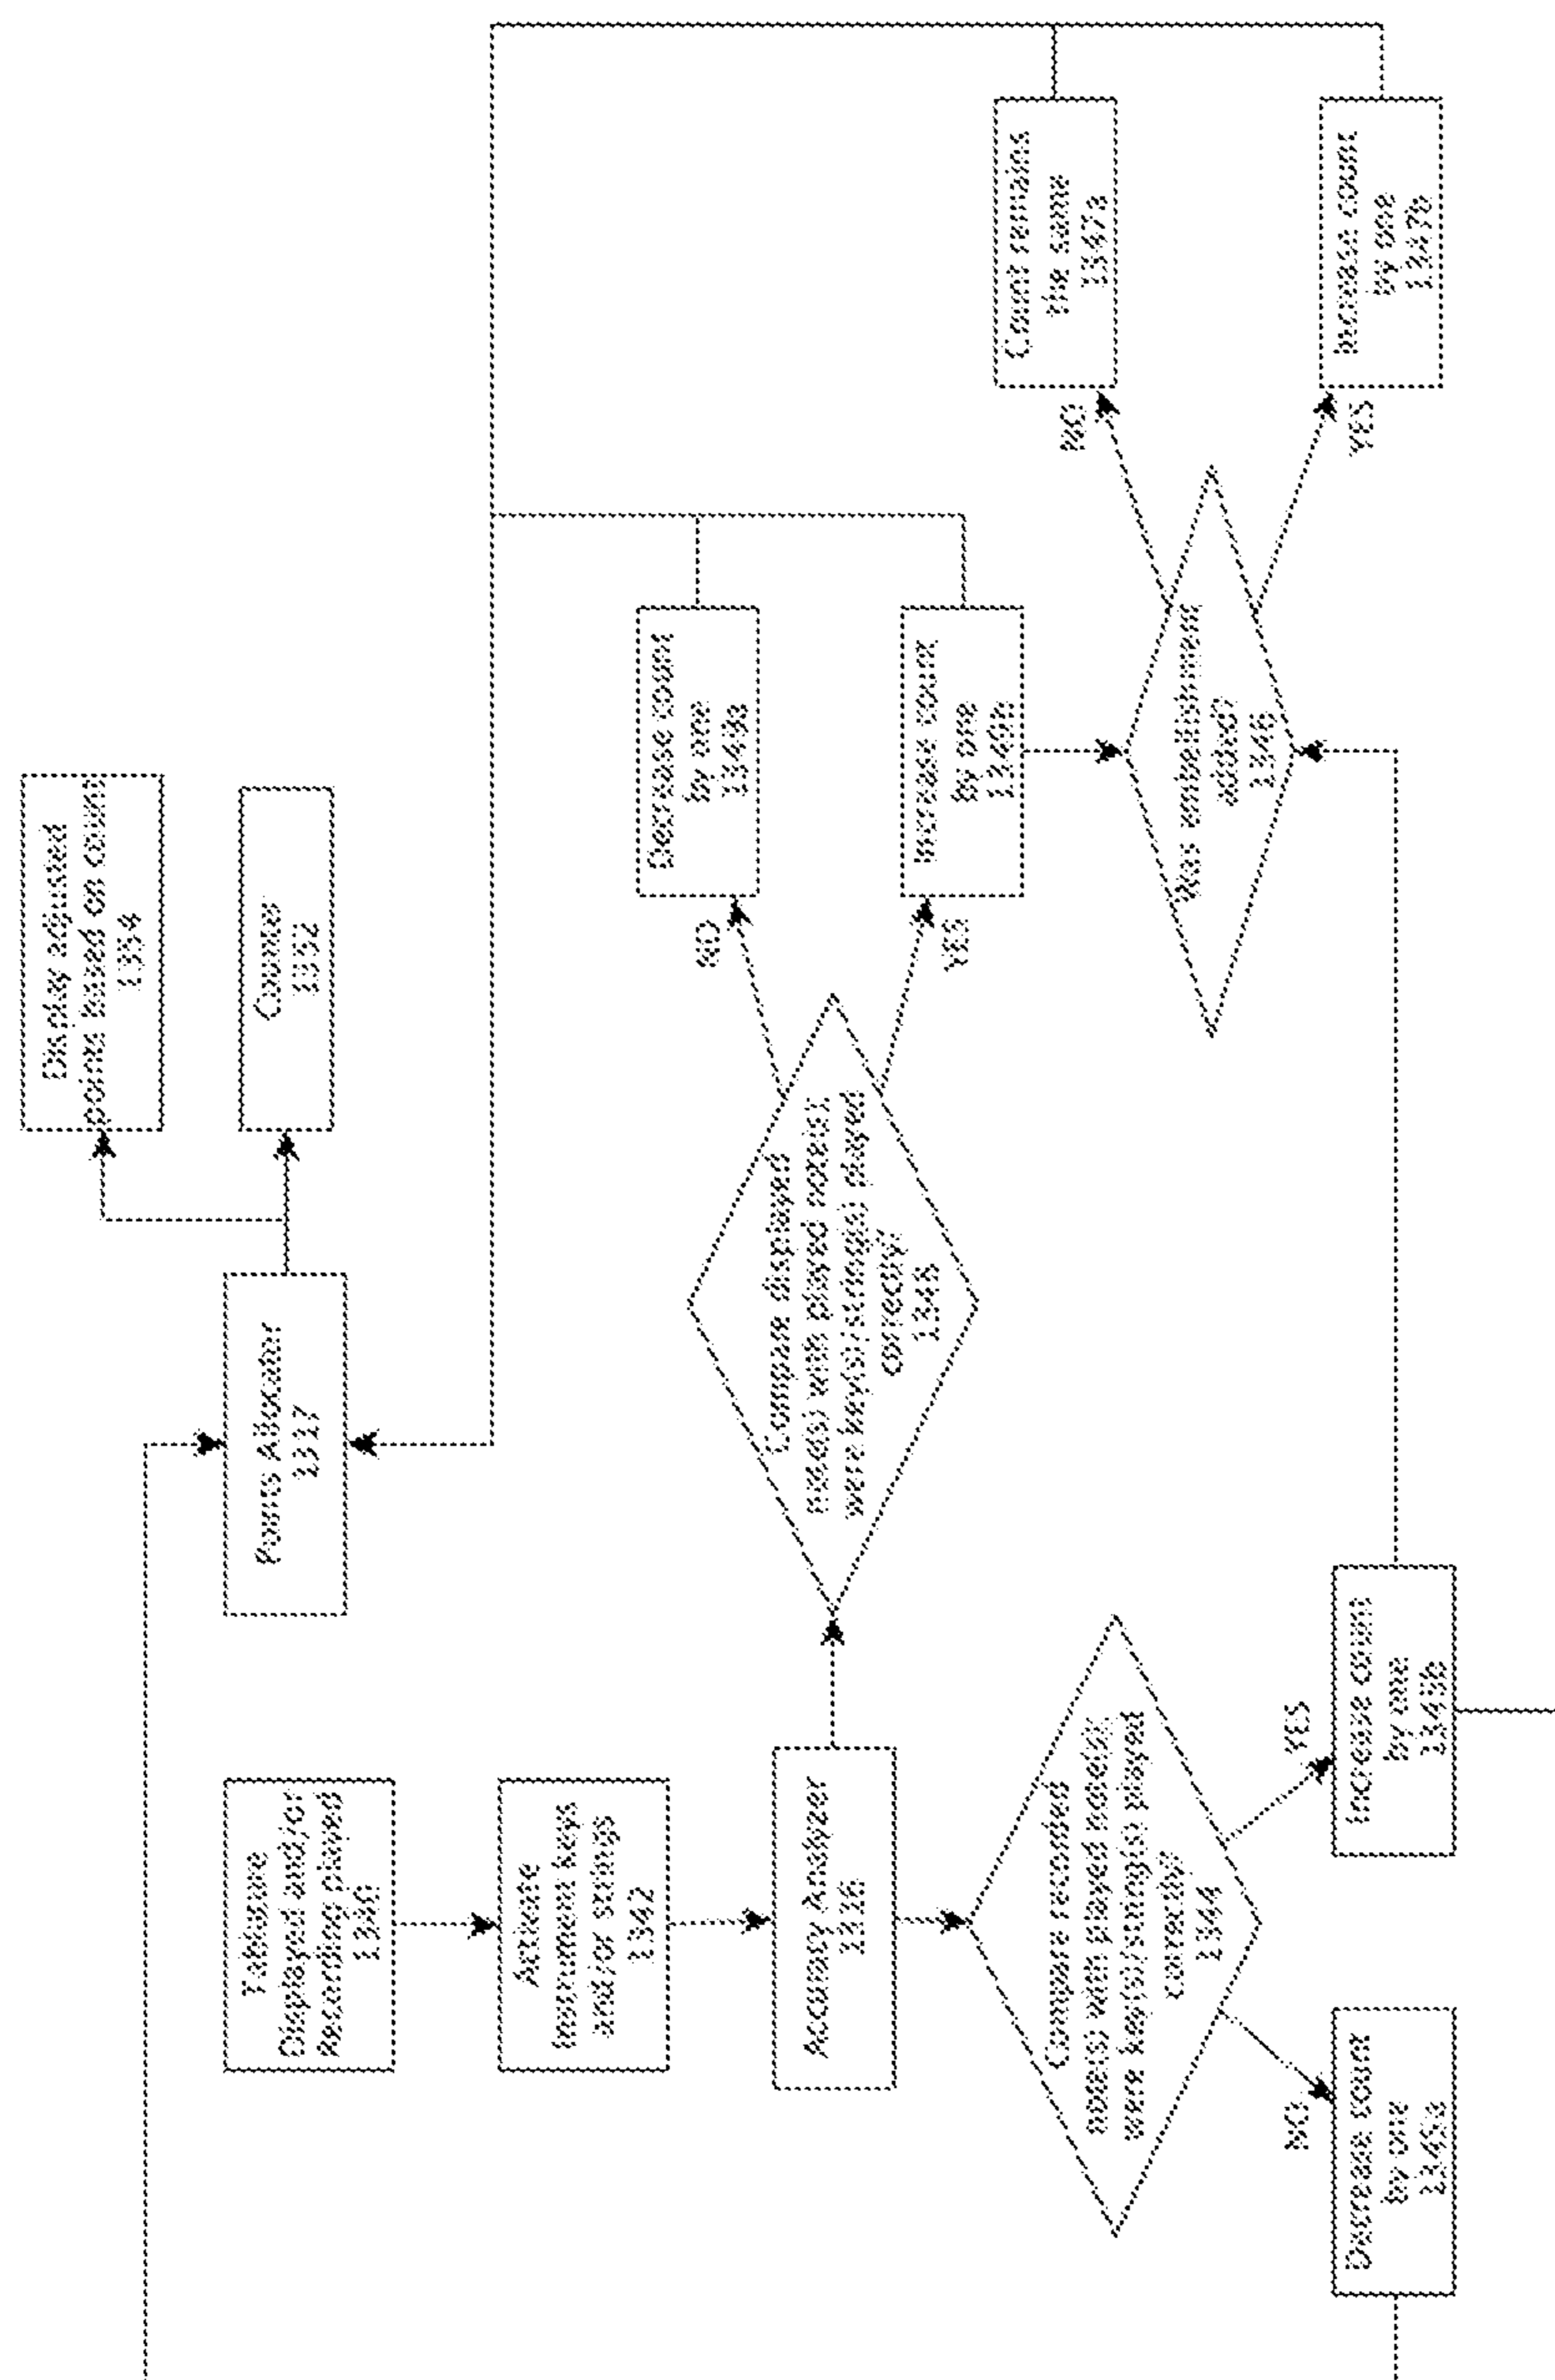 Tablature
Displayed and/or
Recording played
1340
Activate
Instrument keys
and/or strings
1342
Accuracy Analyzer
1316
Compare recorded
note(s) with played note(s);
were key(s)/string(s) played
correctly?
1344
NO
Decrease count
by one
1345a
YES
Increase count
by one
1345b
Points Allocator
1317
Display adjusted
points based on count
1354
Counter
1352
Compare displayed
note(s) with played note(s);
were key(s)/string(s) played
correctly?
1348
NO
Decrease count
by one
YES
Increase count
by one
Was embellishment
added?
1346
NO
Count remains
the same
1347a
YES
Increase count
by one
1347b